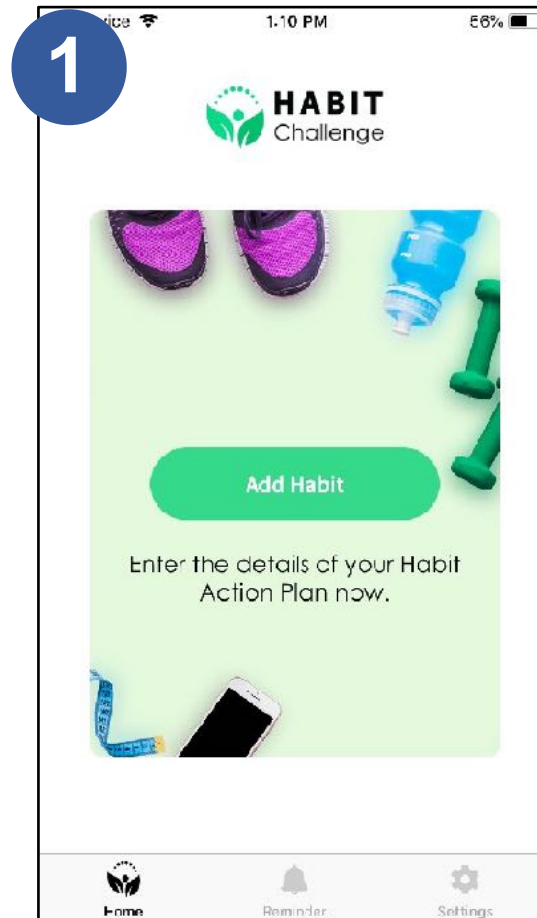 1
1:10 PM 56%
HABIT
Challenge
Add Habit
Enter the details of your Habit
Action Plan now.
Home Reminder Settings